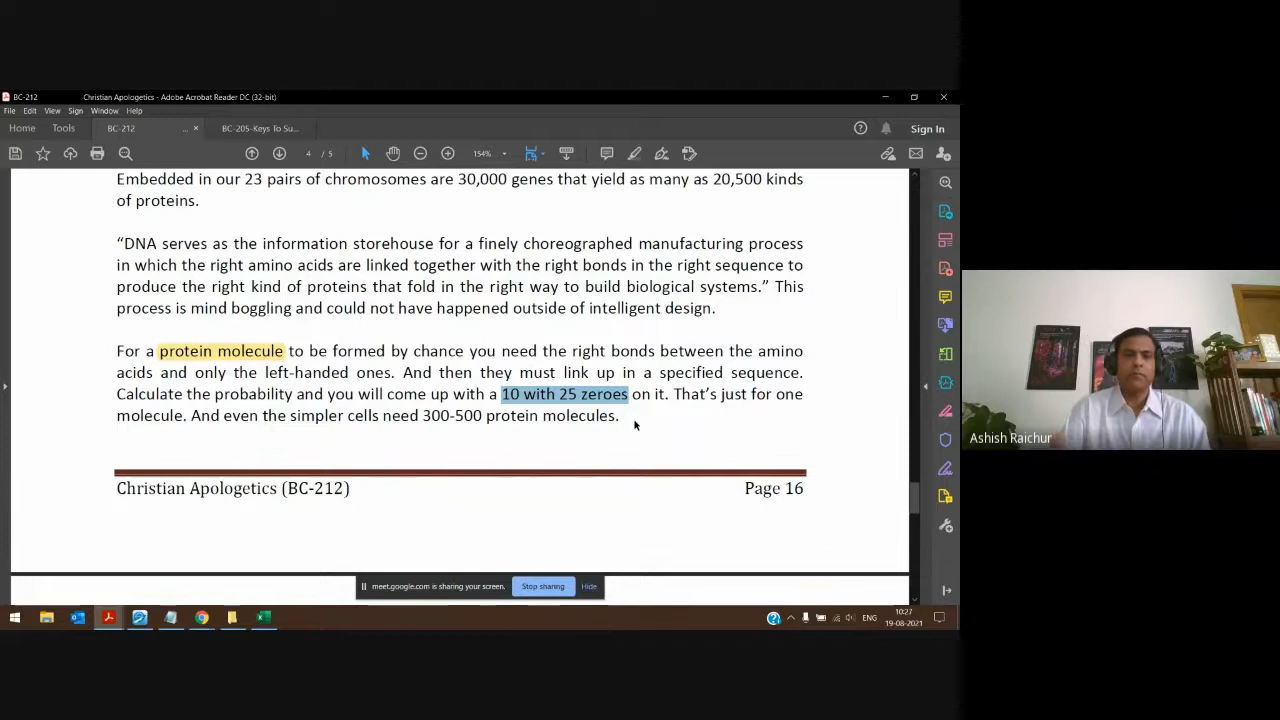 BC-212
Christian Apologetics - Adobe Acrobat Reader DC (32-bit)
File Edit View Sign Window Help
Home Tools BC-212 ... × BC-205-Keys To Su... Sign In
4 / 5 154%
Embedded in our 23 pairs of chromosomes are 30,000 genes that yield as many as 20,500 kinds
of proteins.
“DNA serves as the information storehouse for a finely choreographed manufacturing process
in which the right amino acids are linked together with the right bonds in the right sequence to
produce the right kind of proteins that fold in the right way to build biological systems.” This
process is mind boggling and could not have happened outside of intelligent design.
For a protein molecule to be formed by chance you need the right bonds between the amino
acids and only the left-handed ones. And then they must link up in a specified sequence.
Calculate the probability and you will come up with a 10 with 25 zeroes on it. That’s just for one
molecule. And even the simpler cells need 300-500 protein molecules.
Christian Apologetics (BC-212)
Page 16
meet.google.com is sharing your screen. Stop sharing Hide
ENG
10:27
19-08-2021
Ashish Raichur